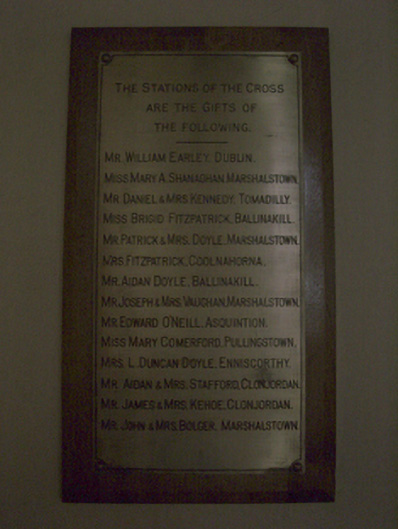 THE STATIONS OF THE CROSS
ARE THE GIFTS OF
THE FOLLOWING.
MR. WILLIAM EARLEY, DUBLIN.
MISS MARY A. SHANAGHAN MARSHALSTOWN.
MR. DANIEL & MRS KENNEDY, TOMADILLY.
MISS BRIGID FITZPATRICK, BALLINAKILL.
MR. PATRICK & MRS. DOYLE, MARSHALSTOWN.
MRS FITZPATRICK, COOLNAHORNA.
MR. AIDAN DOYLE, BALLINAKILL.
MR. JOSEPH & MRS. VAUGHAN, MARSHALSTOWN.
MR. EDWARD O'NEILL, ASQUINTION.
MISS MARY COMERFORD, PULLINGSTOWN.
MRS. L. DUNCAN DOYLE, ENNISCORTHY.
MR. AIDAN & MRS. STAFFORD, CLONJORDAN.
MR. JAMES & MRS. KEHOE, CLONJORDAN.
MR. JOHN & MRS. BOLGER. MARSHALSTOWN